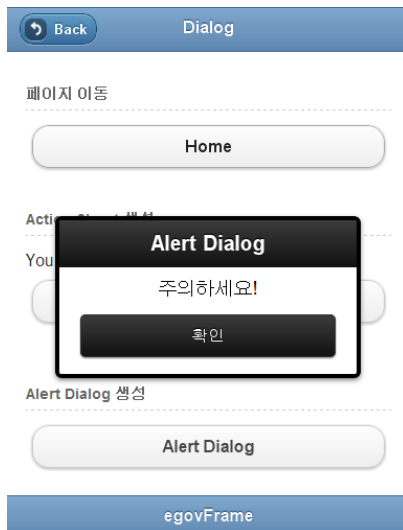 Back
Dialog
페이지 이동
Home
You
Alert Dialog
주의하세요!
확인
Alert Dialog 생성
Alert Dialog
egovFrame